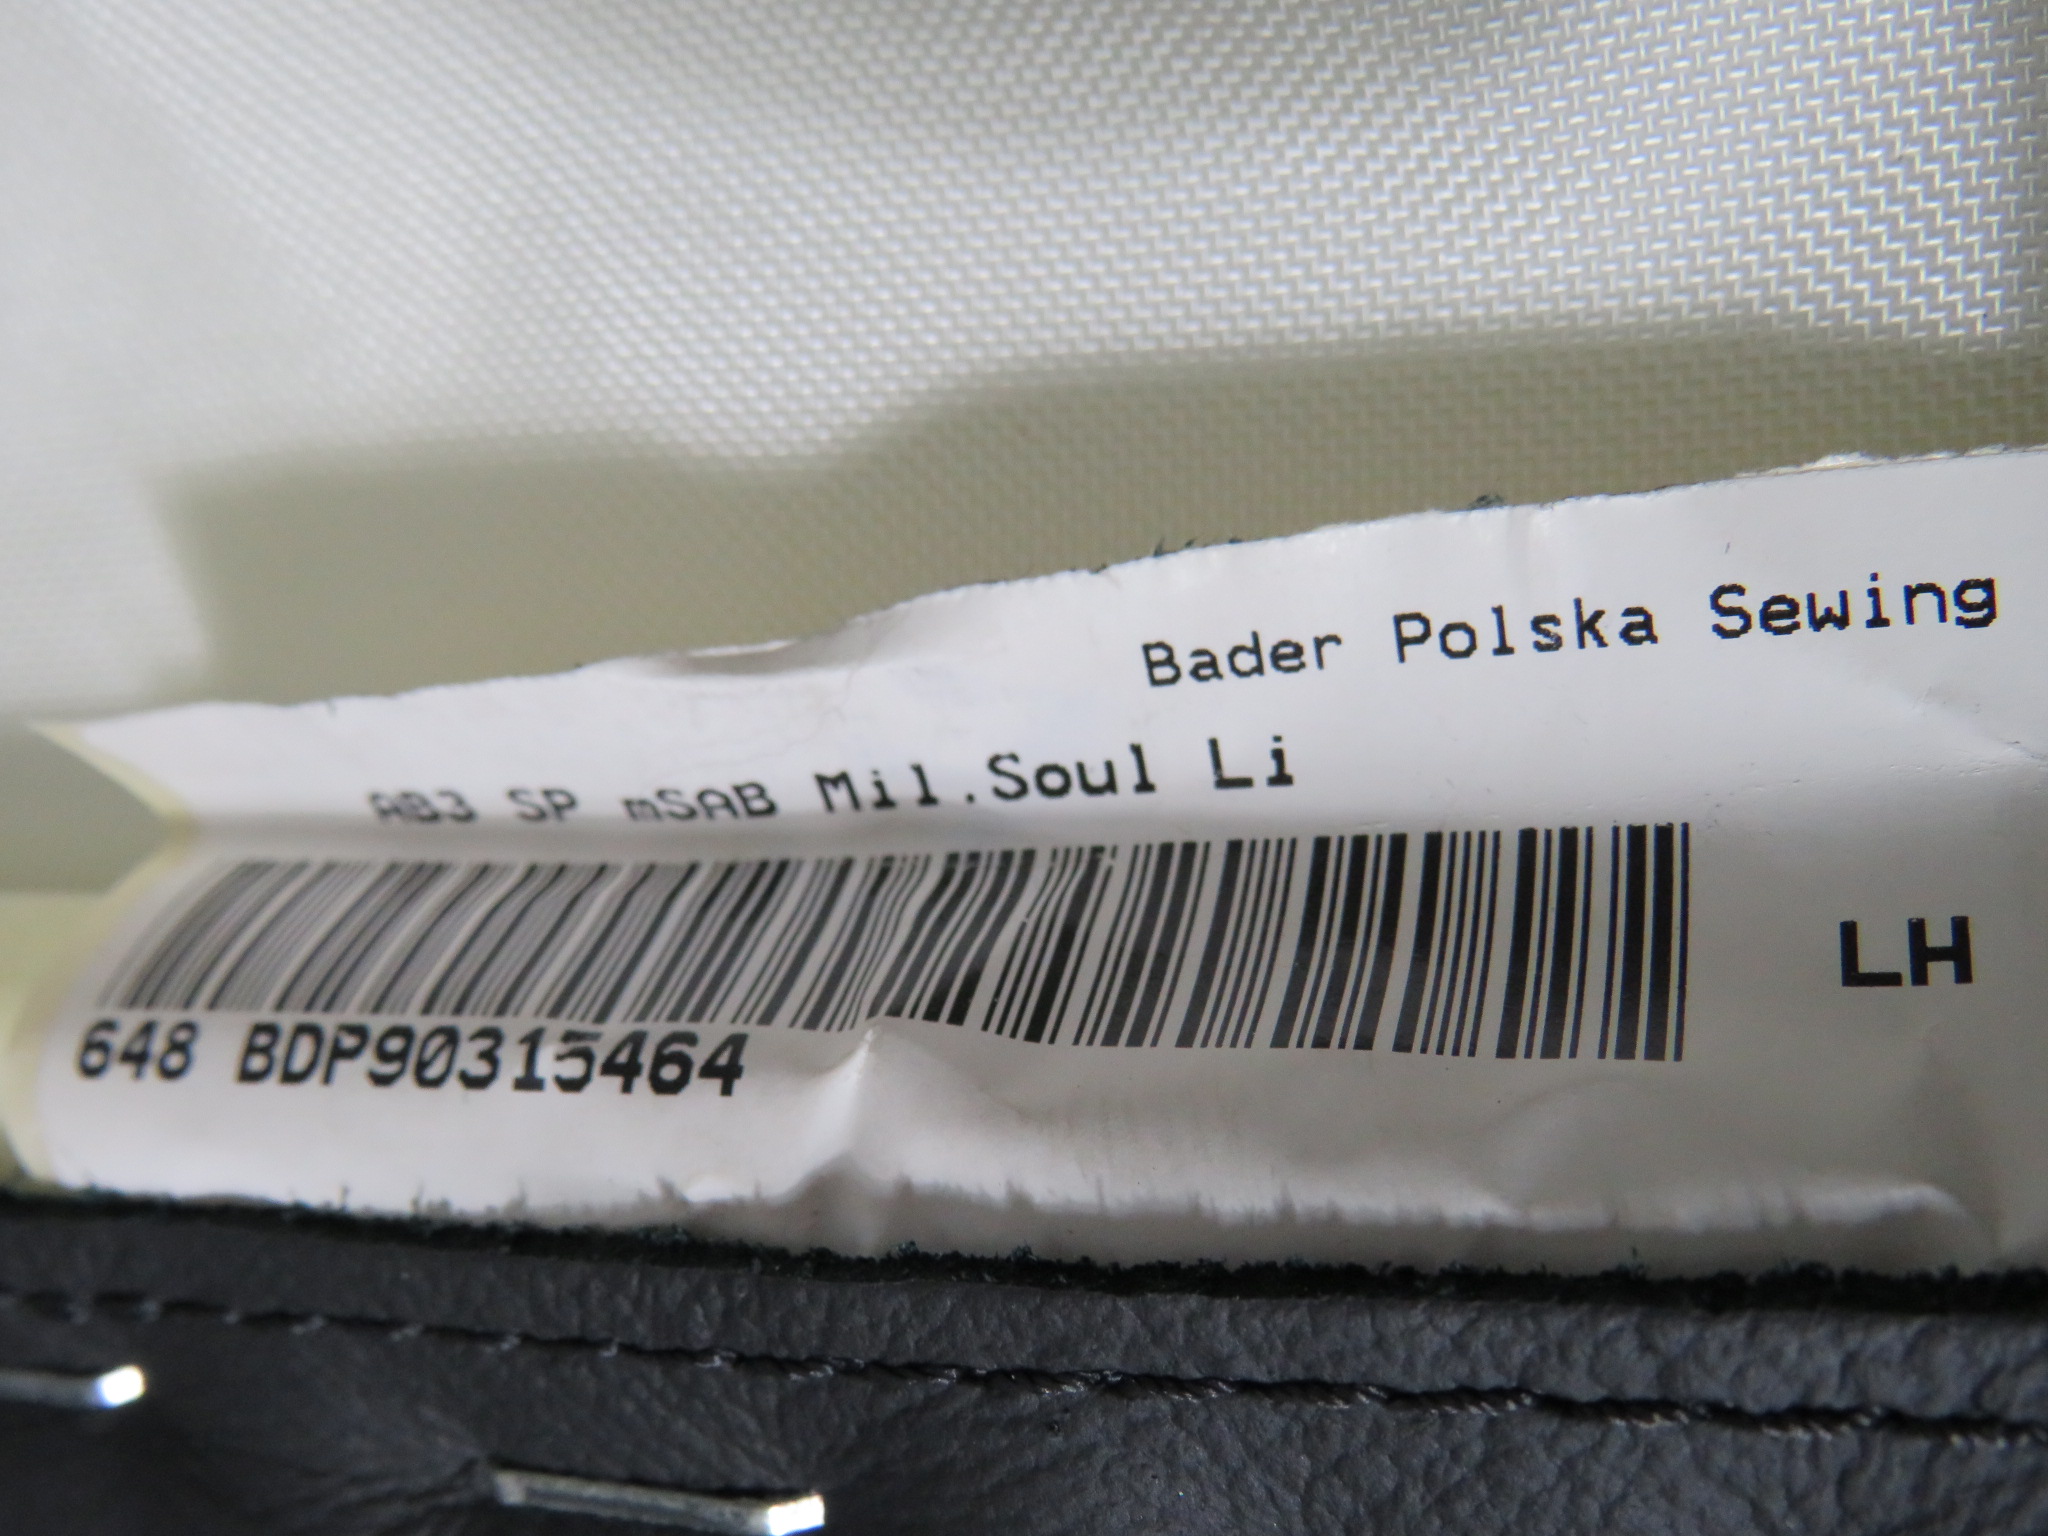 Bader Polska Sewing
AB3 SP mSAB Mil.Soul Li
LH
648 BDP90315464